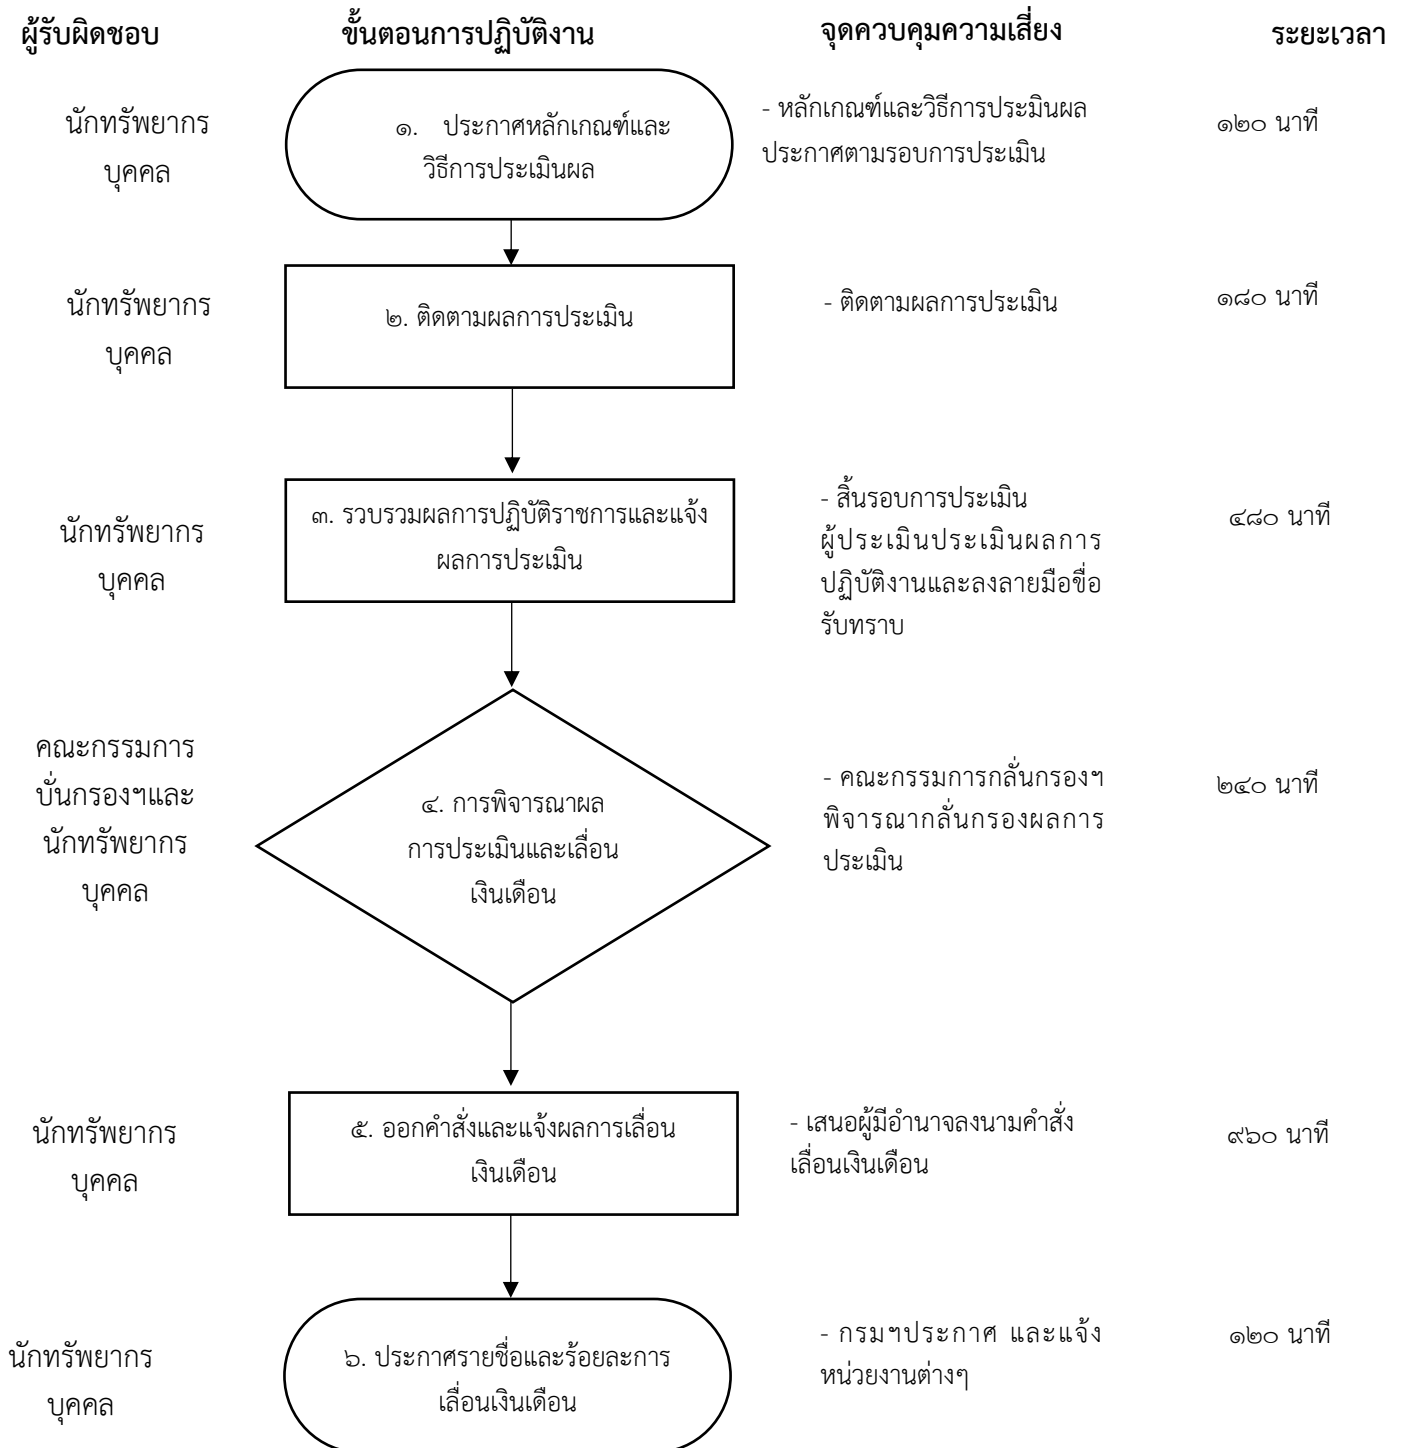 ผู้รับผิดชอบ ขั้นตอนการปฏิบัติงาน จุดควบคุมความเสี่ยง ระยะเวลา
นักทรัพยากร
บุคคล
๑. ประกาศหลักเกณฑ์และ
วิธีการประเมินผล
- หลักเกณฑ์และวิธีการประมินผล
ประกาศตามรอบการประเมิน
๑๒๐ นาที
นักทรัพยากร
บุคคล
๒. ติดตามผลการประเมิน
- ติดตามผลการประเมิน
๑๘๐ นาที
นักทรัพยากร
บุคคล
๓. รวบรวมผลการปฏิบัติราชการและแจ้ง
ผลการประเมิน
- สิ้นรอบการประเมิน
ผู้ประเมินประเมินผลการ
ปฏิบัติงานและลงลายมือขื่อ
รับทราบ
๔๘๐ นาที
คณะกรรมการ
บั่นกรองฯและ
นักทรัพยากร
บุคคล
๔. การพิจารณาผล
การประเมินและเลื่อน
เงินเดือน
- คณะกรรมการกลั่นกรองฯ
พิจารณากลั่นกรองผลการ
ประเมิน
๒๔๐ นาที
นักทรัพยากร
บุคคล
๕. ออกคำสั่งและแจ้งผลการเลื่อน
เงินเดือน
- เสนอผู้มีอำนาจลงนามคำสั่ง
เลื่อนเงินเดือน
๙๖๐ นาที
นักทรัพยากร
บุคคล
๖. ประกาศรายชื่อและร้อยละการ
เลื่อนเงินเดือน
- กรมฯประกาศ และแจ้ง
หน่วยงานต่างๆ
๑๒๐ นาที